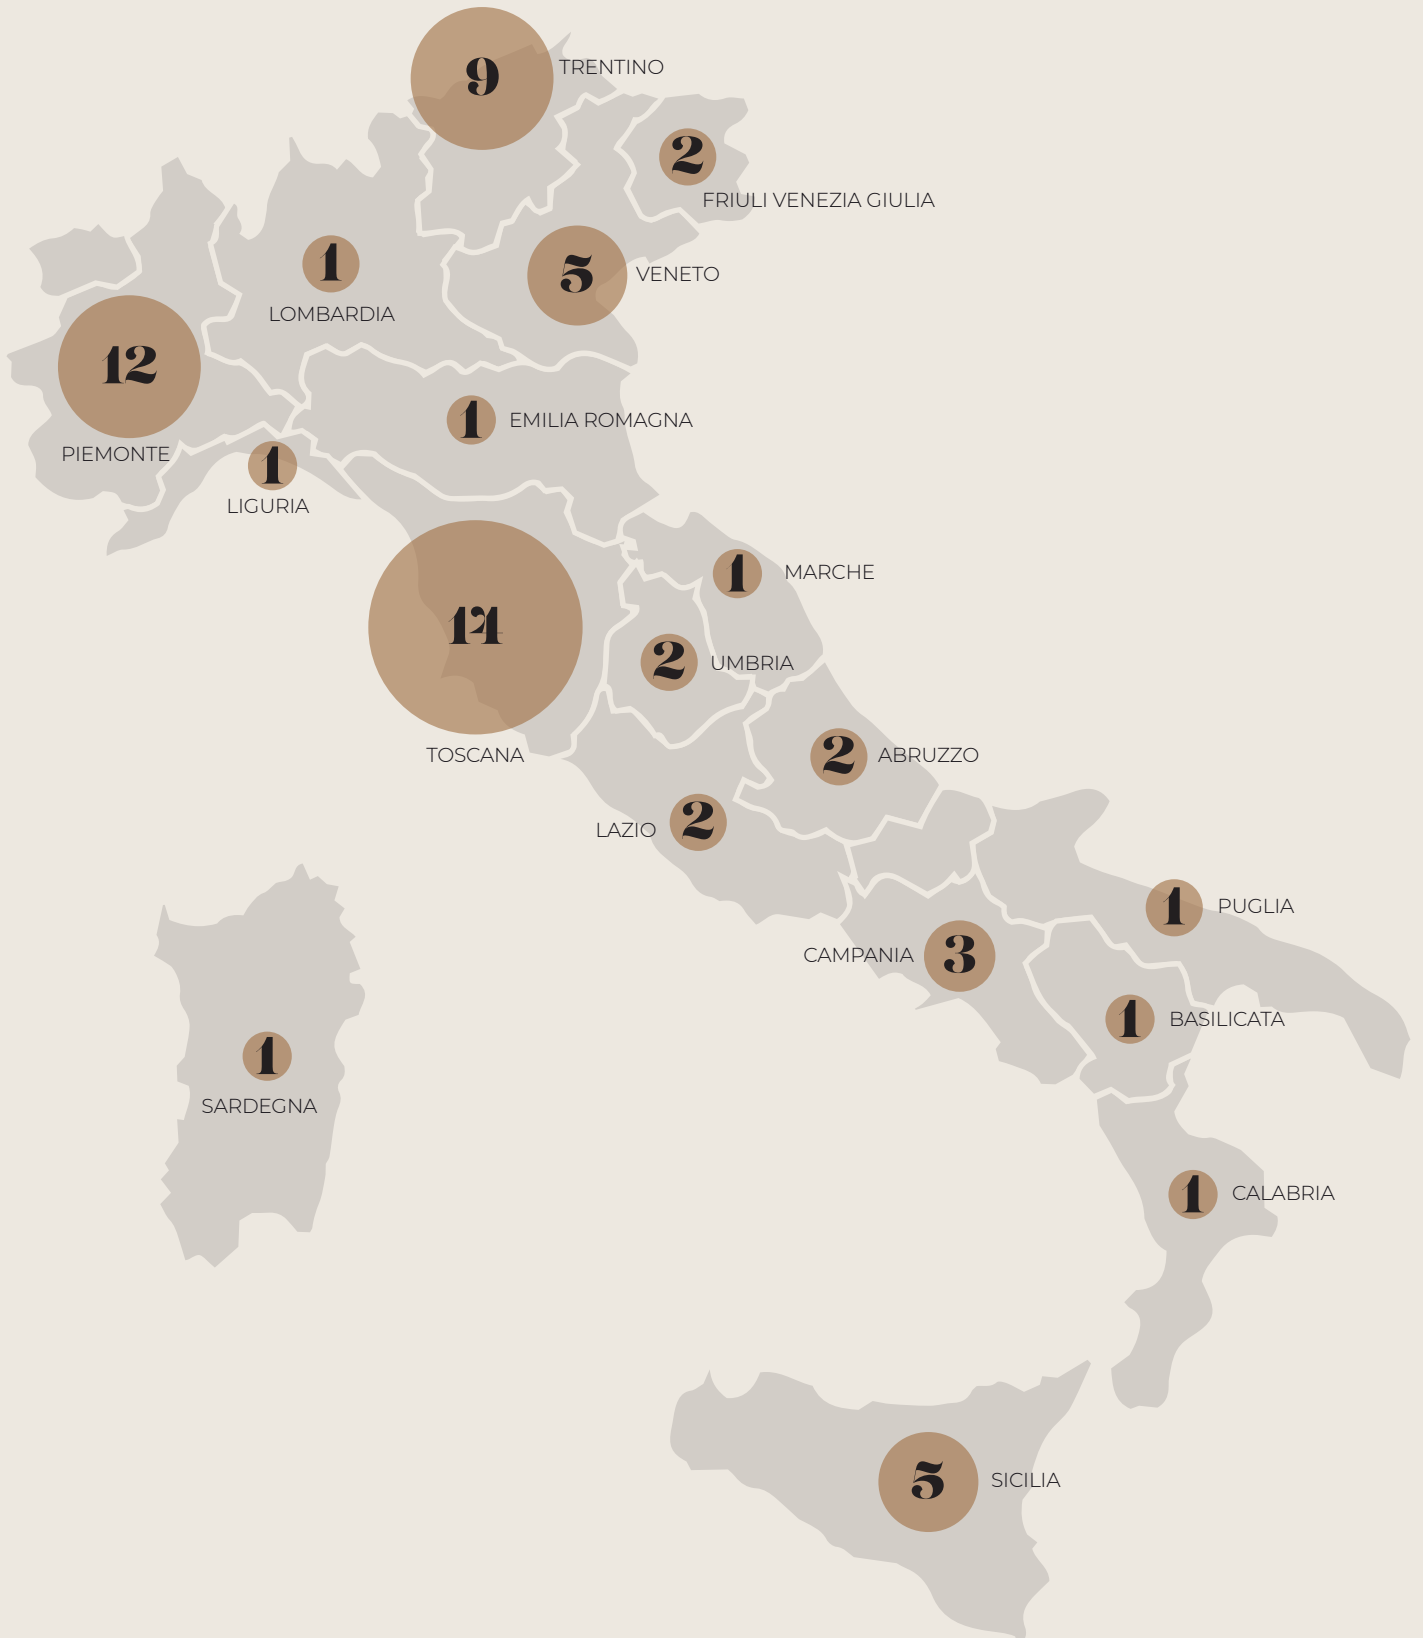 9
TRENTINO
2
FRIULI VENEZIA GIULIA
1
LOMBARDIA
5
VENETO
12
PIEMONTE
1
EMILIA ROMAGNA
1
LIGURIA
14
TOSCANA
1
MARCHE
2
UMBRIA
2
ABRUZZO
LAZIO
2
1
PUGLIA
CAMPANIA
3
1
BASILICATA
1
SARDEGNA
1
CALABRIA
5
SICILIA